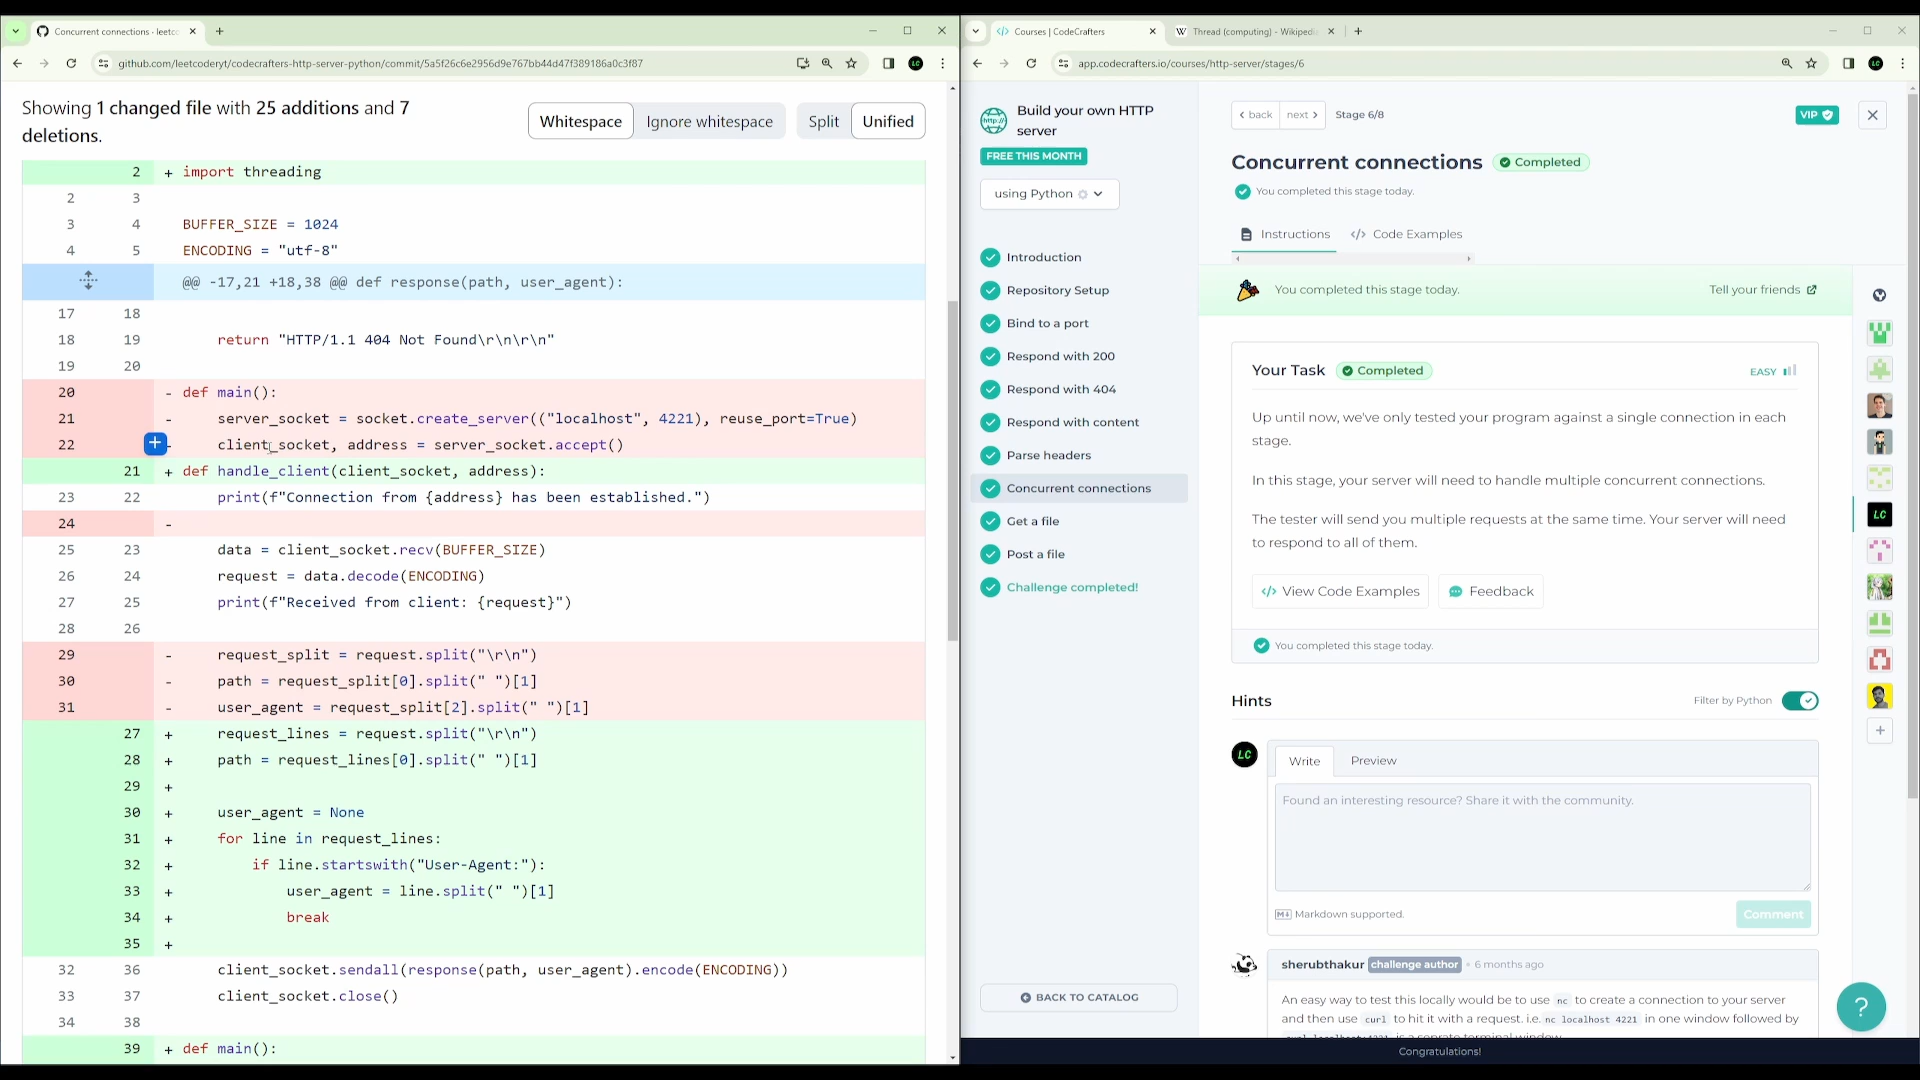 Concurrent connections · leetc
github.com/leetcoderyt/codecrafters-http-server-python/commit/5a5f26c6e2956d9e767bb44d47f389186a0c3f87
LC
Showing 1 changed file with 25 additions and 7
deletions.
Whitespace Ignore whitespace Split Unified
2 + import threading
2 3
3 4 BUFFER_SIZE = 1024
4 5 ENCODING = "utf-8"
@@ -17,21 +18,38 @@ def response(path, user_agent):
17 18
18 19 return "HTTP/1.1 404 Not Found\r\n\r\n"
19 20
20 - def main():
21 - server_socket = socket.create_server(("localhost", 4221), reuse_port=True)
22 - client_socket, address = server_socket.accept()
21 + def handle_client(client_socket, address):
23 22 print(f"Connection from {address} has been established.")
24 -
25 23 data = client_socket.recv(BUFFER_SIZE)
26 24 request = data.decode(ENCODING)
27 25 print(f"Received from client: {request}")
28 26
29 - request_split = request.split("\r\n")
30 - path = request_split[0].split(" ")[1]
31 - user_agent = request_split[2].split(" ")[1]
27 + request_lines = request.split("\r\n")
28 + path = request_lines[0].split(" ")[1]
29 +
30 + user_agent = None
31 + for line in request_lines:
32 + if line.startswith("User-Agent:"):
33 + user_agent = line.split(" ")[1]
34 + break
35 +
32 36 client_socket.sendall(response(path, user_agent).encode(ENCODING))
33 37 client_socket.close()
34 38
39 + def main():
Courses | CodeCrafters
W Thread (computing) - Wikiped
app.codecrafters.io/courses/http-server/stages/6
LC
http://
Build your own HTTP
server
FREE THIS MONTH
using Python
Introduction
Repository Setup
Bind to a port
Respond with 200
Respond with 404
Respond with content
Parse headers
Concurrent connections
Get a file
Post a file
Challenge completed!
BACK TO CATALOG
back next Stage 6/8
VIP
Concurrent connections Completed
You completed this stage today.
Instructions Code Examples
You completed this stage today.
Tell your friends
Your Task Completed
EASY
Up until now, we've only tested your program against a single connection in each
stage.
In this stage, your server will need to handle multiple concurrent connections.
The tester will send you multiple requests at the same time. Your server will need
to respond to all of them.
View Code Examples Feedback
You completed this stage today.
Hints
Filter by Python
LC
Write Preview
Found an interesting resource? Share it with the community.
M Markdown supported.
Comment
sherubthakur challenge author • 6 months ago
An easy way to test this locally would be to use nc to create a connection to your server
and then use curl to hit it with a request. i.e. nc localhost 4221 in one window followed by
curl localhost:4221 is a seprate terminal window
LC
?
Congratulations!